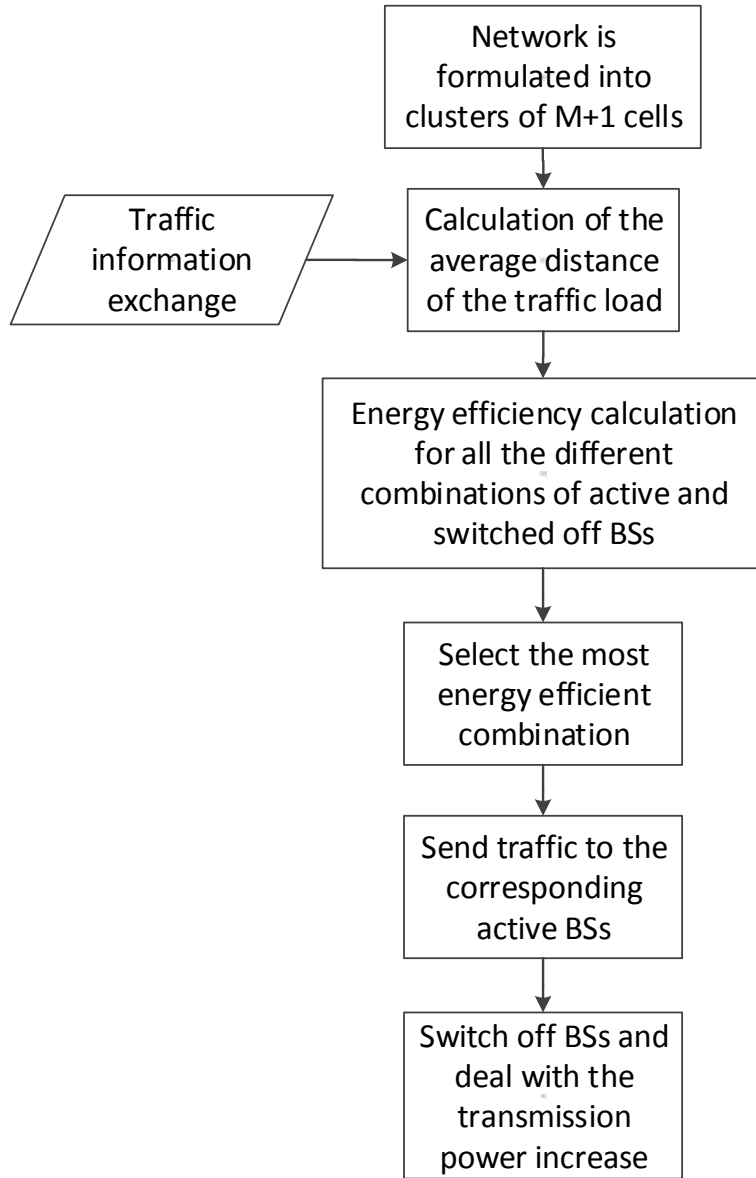 Network is
formulated into
clusters of M+1 cells
Traffic
information
exchange
Calculation of the
average distance
of the traffic load
Energy efficiency calculation
for all the different
combinations of active and
switched off BSs
Select the most
energy efficient
combination
Send traffic to the
corresponding
active BSs
Switch off BSs and
deal with the
transmission
power increase